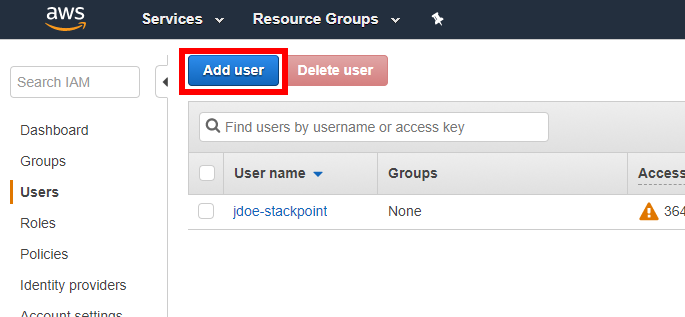 aws Services Resource Groups
Add user Delete user
Search IAM
Find users by username or access key
Dashboard
Groups
Users
Roles
Policies
Identity providers
Account settings
User name Groups Access
jdoe-stackpoint None 364